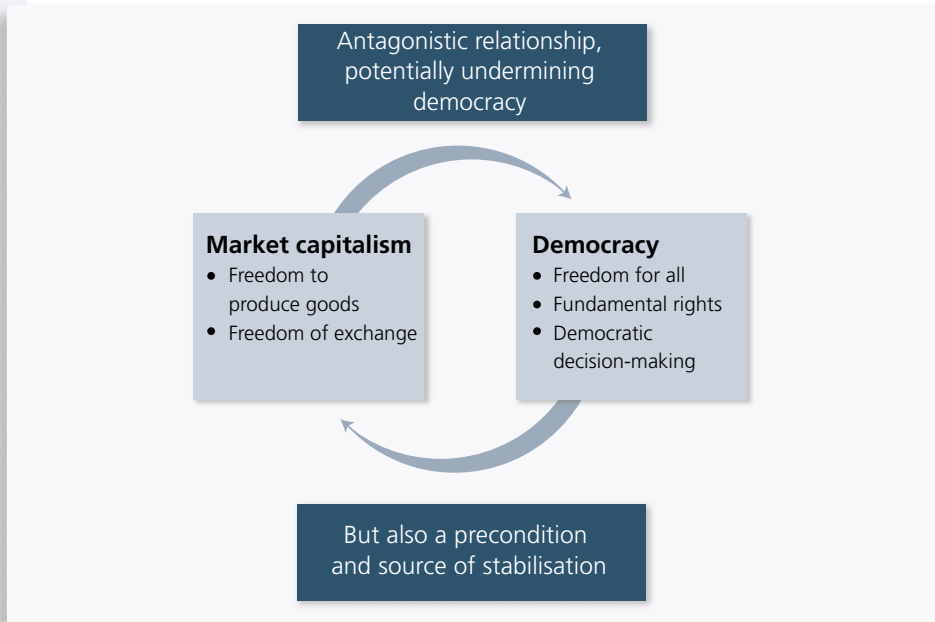 Antagonistic relationship,
potentially undermining
democracy
Market capitalism
• Freedom to
produce goods
• Freedom of exchange
Democracy
• Freedom for all
• Fundamental rights
• Democratic
decision-making
But also a precondition
and source of stabilisation